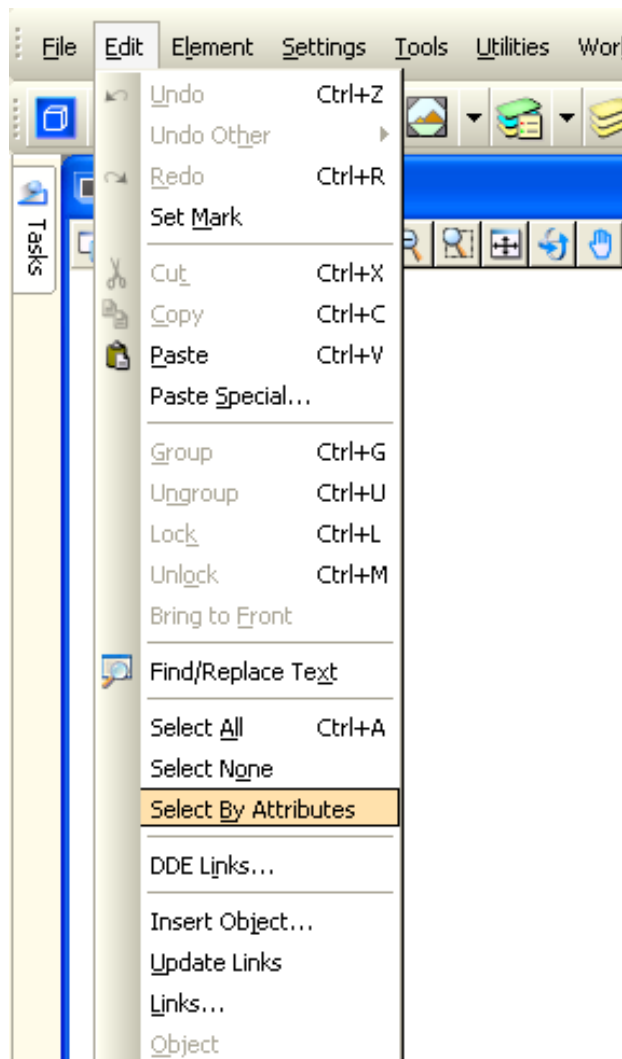 File Edit Element Settings Tools Utilities Wor
Tasks
Undo Ctrl+Z
Undo Other
Redo Ctrl+R
Set Mark
Cut Ctrl+X
Copy Ctrl+C
Paste Ctrl+V
Paste Special...
Group Ctrl+G
Ungroup Ctrl+U
Lock Ctrl+L
Unlock Ctrl+M
Bring to Front
Find/Replace Text
Select All Ctrl+A
Select None
Select By Attributes
DDE Links...
Insert Object...
Update Links
Links...
Object